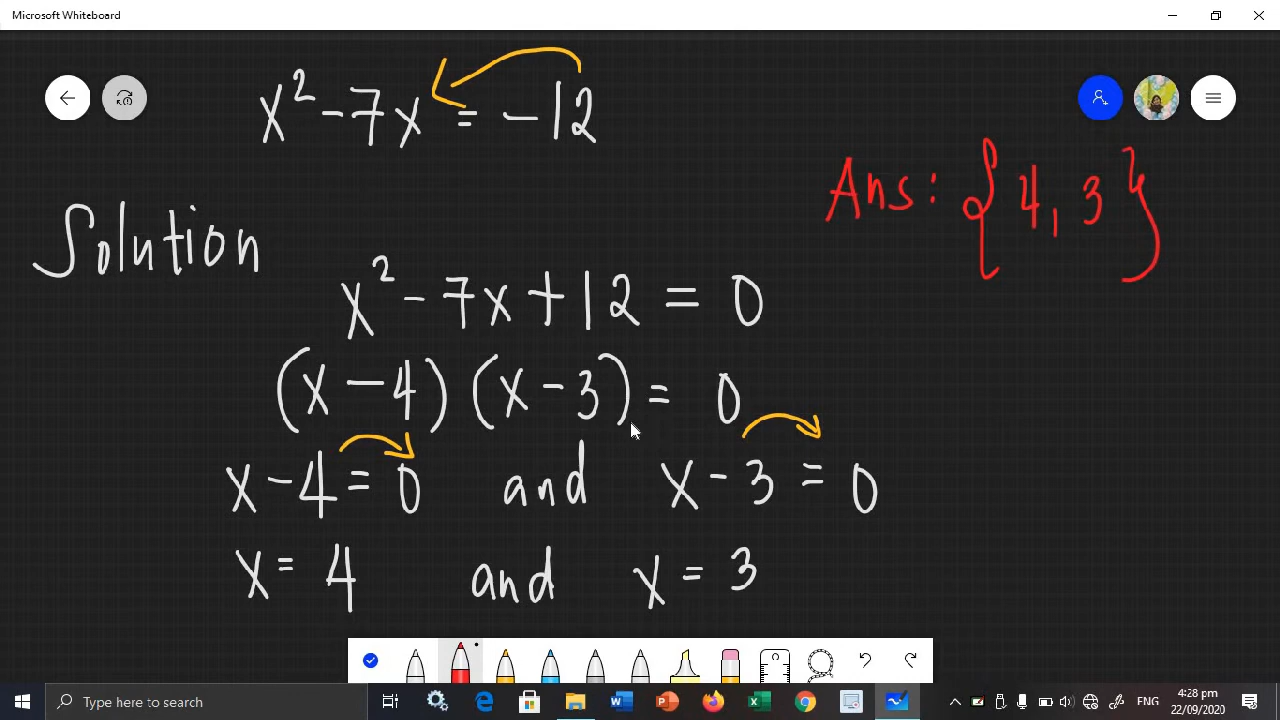 Microsoft Whiteboard
x² - 7x = -12
Ans: {4, 3}
Solution
x² - 7x + 12 = 0
(x - 4) (x - 3) = 0
x - 4 = 0 and x - 3 = 0
x = 4 and x = 3
Type here to search
ENG
4:28 pm
22/09/2020